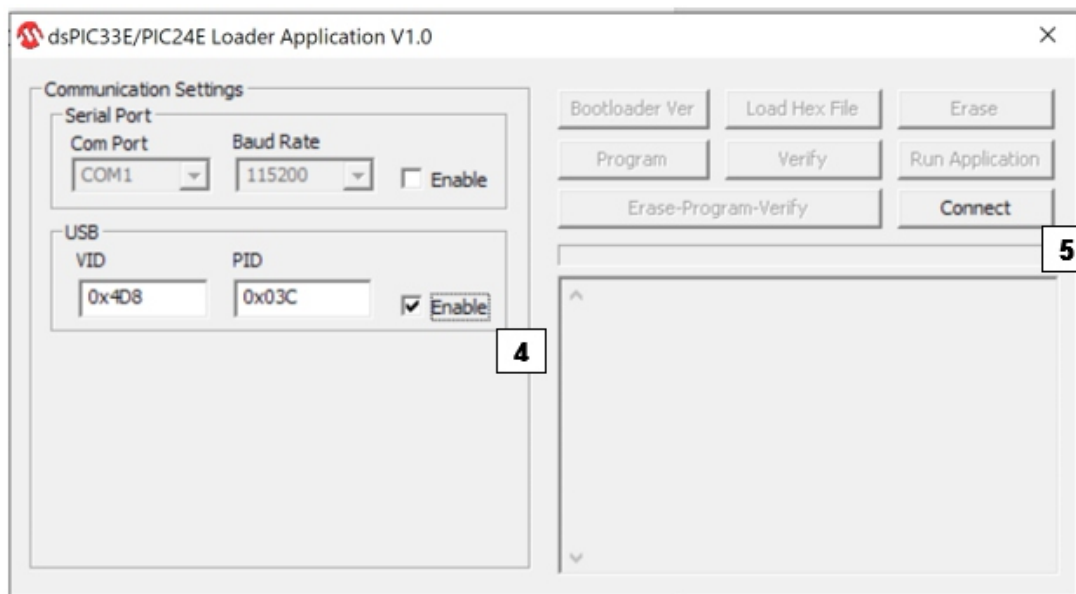 dsPIC33E/PIC24E Loader Application V1.0
Communication Settings
Serial Port
Com Port Baud Rate
COM1 115200 Enable
USB
VID PID
0x4D8 0x03C Enable
4
Bootloader Ver Load Hex File Erase
Program Verify Run Application
Erase-Program-Verify Connect
5